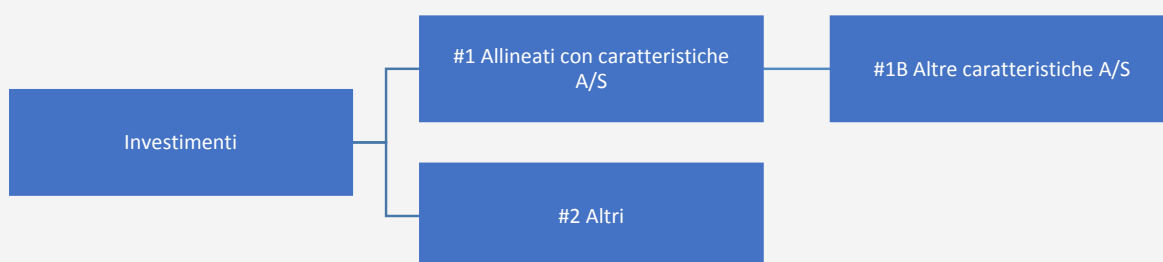 Investimenti
#1 Allineati con caratteristiche
A/S
#1B Altre caratteristiche A/S
#2 Altri